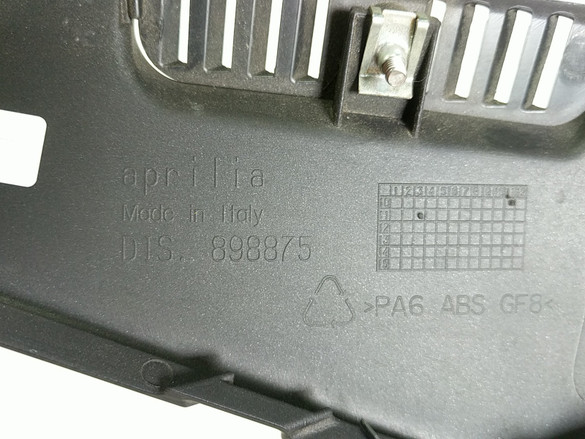 aprilia
Made in Italy
DIS. 898875
>PA6 ABS GF8<